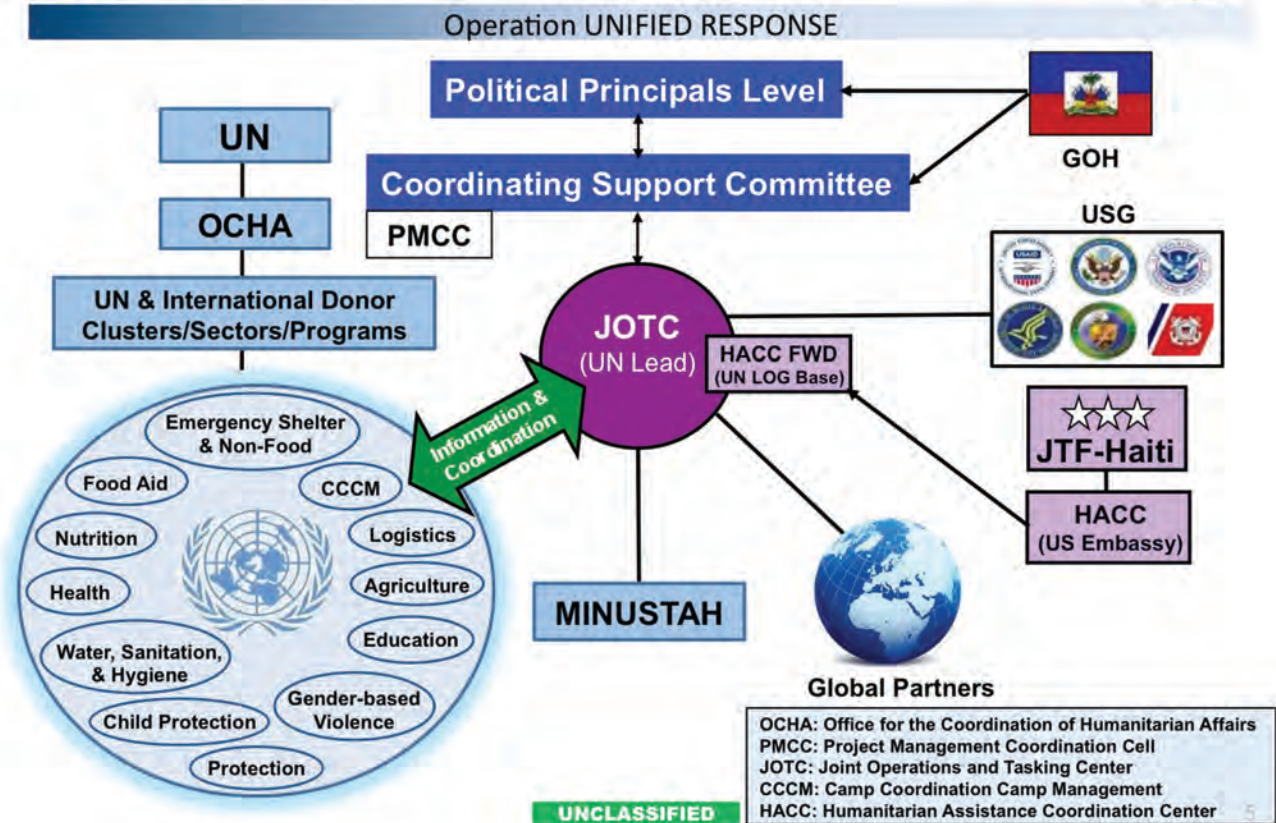 Operation UNIFIED RESPONSE
Political Principals Level
GOH
UN
Coordinating Support Committee
PMCC
OCHA
USG
USAID
UN & International Donor
Clusters/Sectors/Programs
JOTC
(UN Lead)
HACC FWD
(UN LOG Base)
Information &
Coordination
JTF-Haiti
HACC
(US Embassy)
Emergency Shelter
& Non-Food
Food Aid
CCCM
Nutrition
Logistics
Health
Agriculture
Education
Water, Sanitation,
& Hygiene
Gender-based
Violence
Child Protection
Protection
MINUSTAH
Global Partners
OCHA: Office for the Coordination of Humanitarian Affairs
PMCC: Project Management Coordination Cell
JOTC: Joint Operations and Tasking Center
CCCM: Camp Coordination Camp Management
HACC: Humanitarian Assistance Coordination Center
UNCLASSIFIED
5